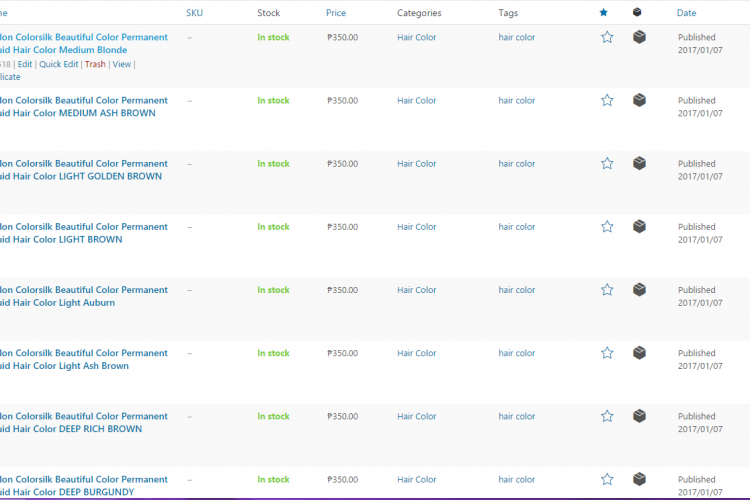 me SKU Stock Price Categories Tags Date
lon Colorsilk Beautiful Color Permanent – In stock ₱350.00 Hair Color hair color Published
uid Hair Color Medium Blonde 2017/01/07
518 | Edit | Quick Edit | Trash | View |
licate
lon Colorsilk Beautiful Color Permanent – In stock ₱350.00 Hair Color hair color Published
uid Hair Color MEDIUM ASH BROWN 2017/01/07
lon Colorsilk Beautiful Color Permanent – In stock ₱350.00 Hair Color hair color Published
uid Hair Color LIGHT GOLDEN BROWN 2017/01/07
lon Colorsilk Beautiful Color Permanent – In stock ₱350.00 Hair Color hair color Published
uid Hair Color LIGHT BROWN 2017/01/07
lon Colorsilk Beautiful Color Permanent – In stock ₱350.00 Hair Color hair color Published
uid Hair Color Light Auburn 2017/01/07
lon Colorsilk Beautiful Color Permanent – In stock ₱350.00 Hair Color hair color Published
uid Hair Color Light Ash Brown 2017/01/07
lon Colorsilk Beautiful Color Permanent – In stock ₱350.00 Hair Color hair color Published
uid Hair Color DEEP RICH BROWN 2017/01/07
lon Colorsilk Beautiful Color Permanent – In stock ₱350.00 Hair Color hair color Published
uid Hair Color DEEP BURGUNDY 2017/01/07